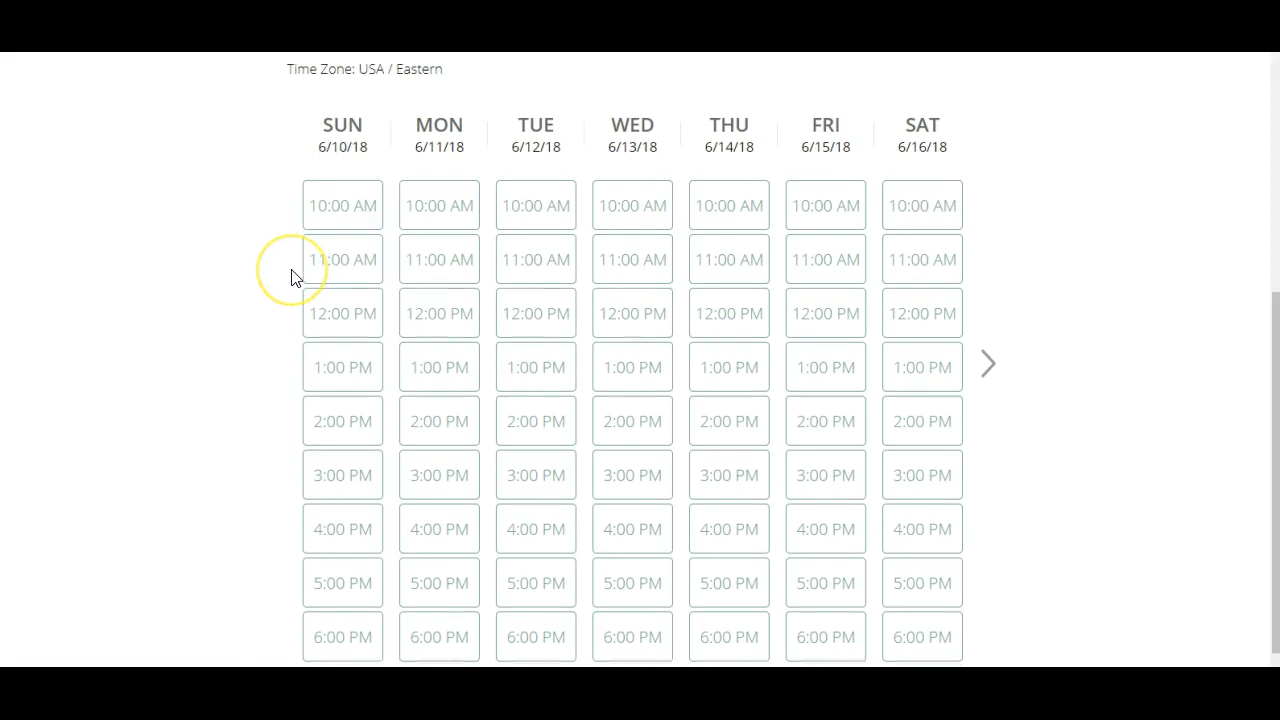 Time Zone: USA / Eastern
SUN MON TUE WED THU FRI SAT
6/10/18 6/11/18 6/12/18 6/13/18 6/14/18 6/15/18 6/16/18
10:00 AM 10:00 AM 10:00 AM 10:00 AM 10:00 AM 10:00 AM 10:00 AM
11:00 AM 11:00 AM 11:00 AM 11:00 AM 11:00 AM 11:00 AM 11:00 AM
12:00 PM 12:00 PM 12:00 PM 12:00 PM 12:00 PM 12:00 PM 12:00 PM
1:00 PM 1:00 PM 1:00 PM 1:00 PM 1:00 PM 1:00 PM 1:00 PM
2:00 PM 2:00 PM 2:00 PM 2:00 PM 2:00 PM 2:00 PM 2:00 PM
3:00 PM 3:00 PM 3:00 PM 3:00 PM 3:00 PM 3:00 PM 3:00 PM
4:00 PM 4:00 PM 4:00 PM 4:00 PM 4:00 PM 4:00 PM 4:00 PM
5:00 PM 5:00 PM 5:00 PM 5:00 PM 5:00 PM 5:00 PM 5:00 PM
6:00 PM 6:00 PM 6:00 PM 6:00 PM 6:00 PM 6:00 PM 6:00 PM